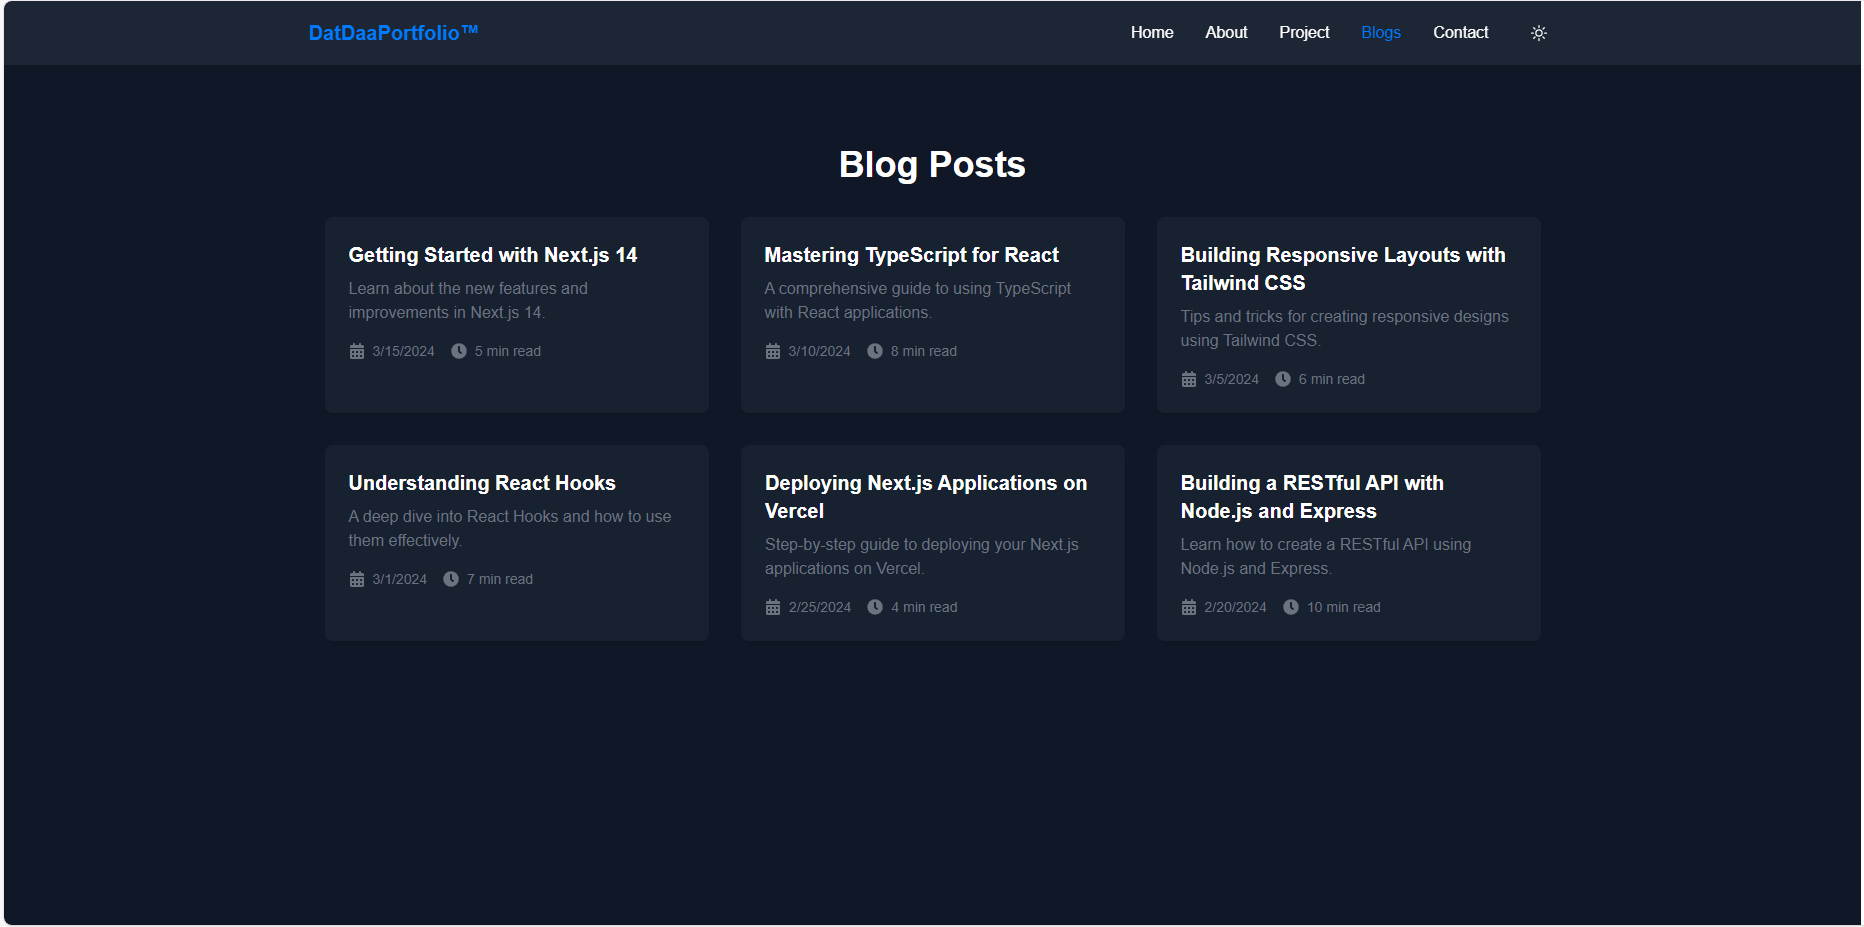 DatDaaPortfolio™
Home About Project Blogs Contact
Blog Posts
Getting Started with Next.js 14
Learn about the new features and
improvements in Next.js 14.
3/15/2024 5 min read
Mastering TypeScript for React
A comprehensive guide to using TypeScript
with React applications.
3/10/2024 8 min read
Building Responsive Layouts with
Tailwind CSS
Tips and tricks for creating responsive designs
using Tailwind CSS.
3/5/2024 6 min read
Understanding React Hooks
A deep dive into React Hooks and how to use
them effectively.
3/1/2024 7 min read
Deploying Next.js Applications on
Vercel
Step-by-step guide to deploying your Next.js
applications on Vercel.
2/25/2024 4 min read
Building a RESTful API with
Node.js and Express
Learn how to create a RESTful API using
Node.js and Express.
2/20/2024 10 min read